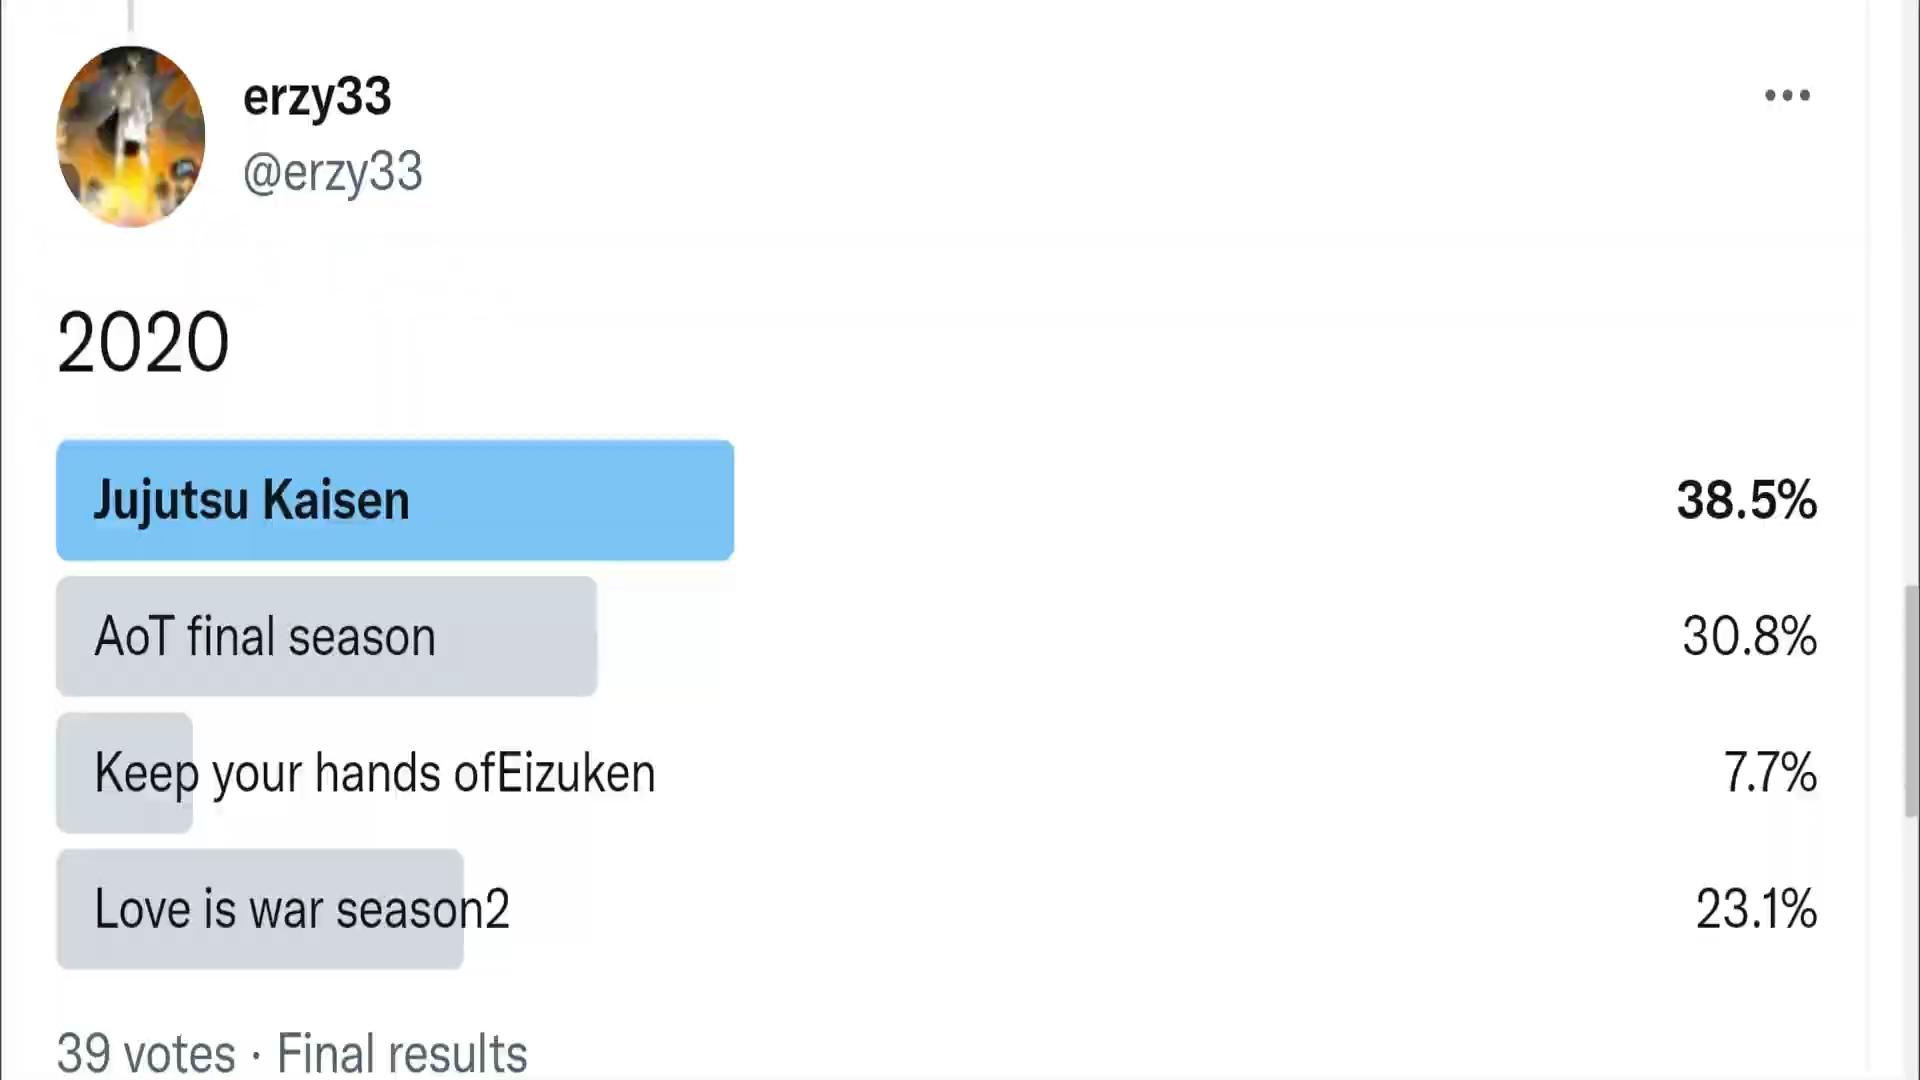 erzy33
@erzy33
2020
Jujutsu Kaisen 38.5%
AoT final season 30.8%
Keep your hands ofEizuken 7.7%
Love is war season2 23.1%
39 votes · Final results